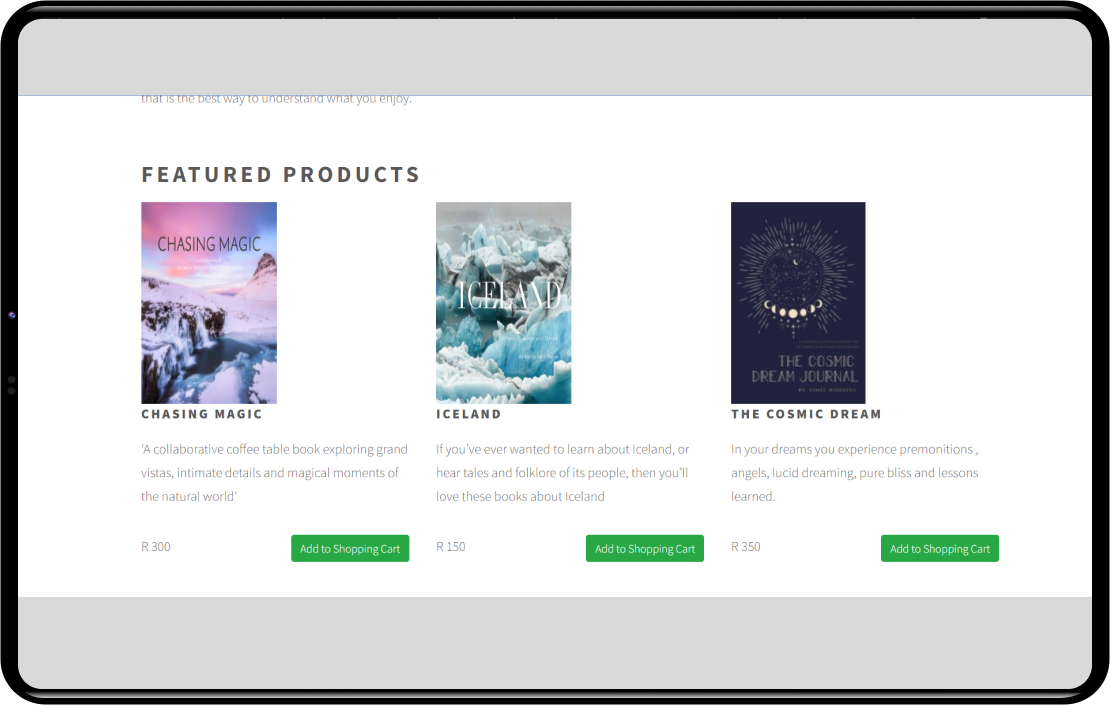 that is the best way to understand what you enjoy.
FEATURED PRODUCTS
CHASING MAGIC
ICELAND
THE COSMIC
DREAM JOURNAL
CHASING MAGIC
'A collaborative coffee table book exploring grand
vistas, intimate details and magical moments of
the natural world'
R 300
Add to Shopping Cart
ICELAND
If you've ever wanted to learn about Iceland, or
hear tales and folklore of its people, then you'll
love these books about Iceland
R 150
Add to Shopping Cart
THE COSMIC DREAM
In your dreams you experience premonitions ,
angels, lucid dreaming, pure bliss and lessons
learned.
R 350
Add to Shopping Cart